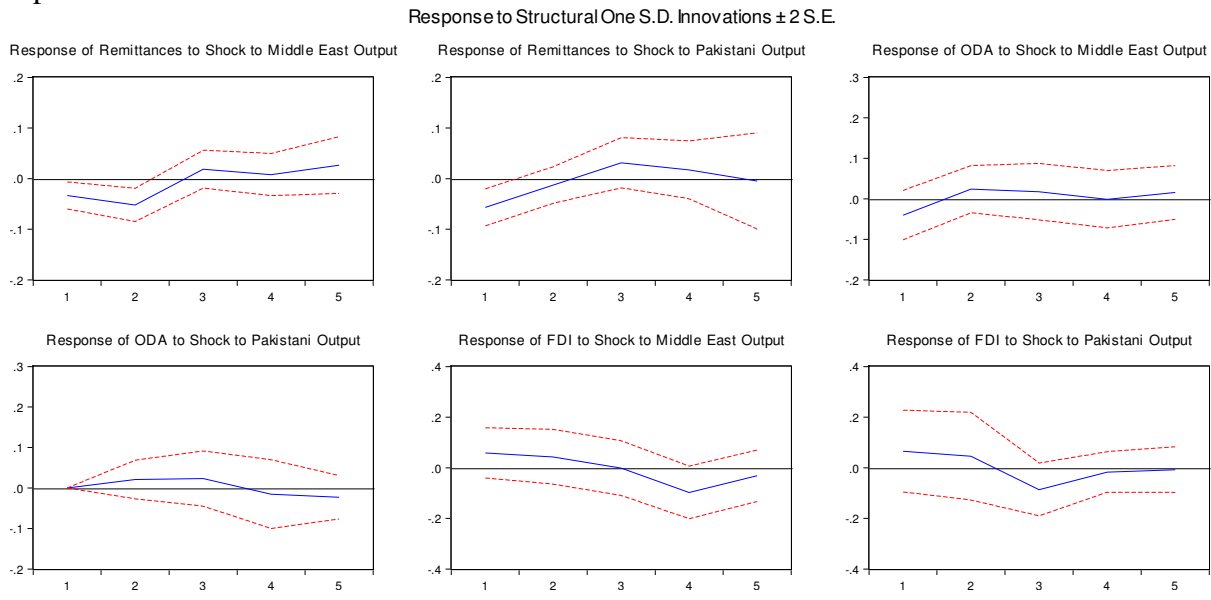 Response to Structural One S.D. Innovations ± 2 S.E.
Response of Remittances to Shock to Middle East Output
.2
.1
.0
-.1
-.2
1 2 3 4 5
Response of Remittances to Shock to Pakistani Output
.2
.1
.0
-.1
-.2
1 2 3 4 5
Response of ODA to Shock to Middle East Output
.3
.2
.1
.0
-.1
-.2
1 2 3 4 5
Response of ODA to Shock to Pakistani Output
.3
.2
.1
.0
-.1
-.2
1 2 3 4 5
Response of FDI to Shock to Middle East Output
.4
.2
.0
-.2
-.4
1 2 3 4 5
Response of FDI to Shock to Pakistani Output
.4
.2
.0
-.2
-.4
1 2 3 4 5